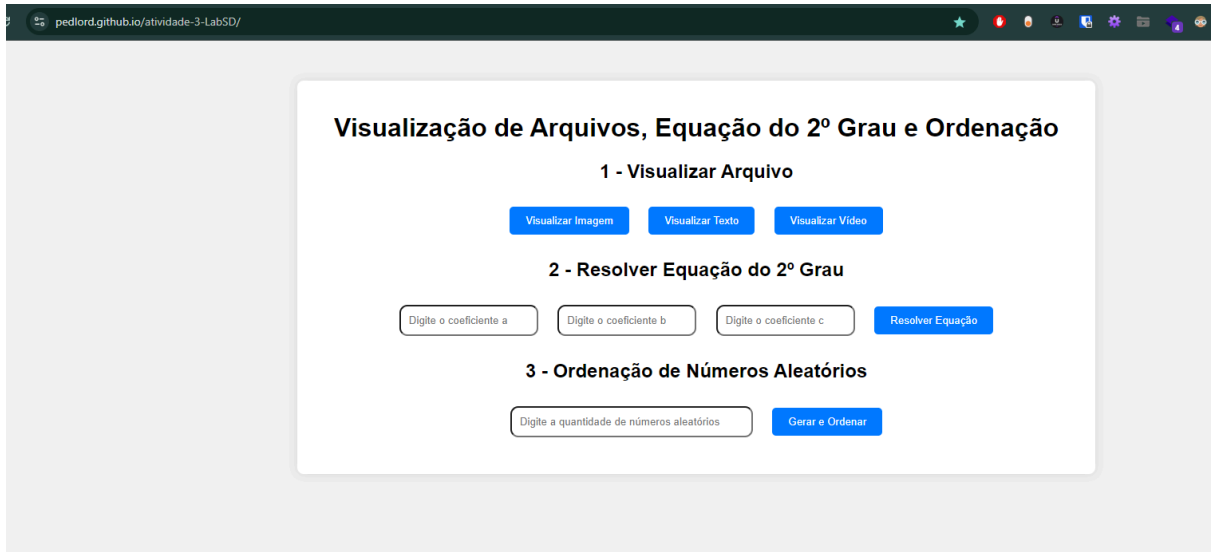 pedlord.github.io/atividade-3-LabSD/
4
Visualização de Arquivos, Equação do 2º Grau e Ordenação
1 - Visualizar Arquivo
Visualizar Imagem Visualizar Texto Visualizar Vídeo
2 - Resolver Equação do 2º Grau
Digite o coeficiente a Digite o coeficiente b Digite o coeficiente c Resolver Equação
3 - Ordenação de Números Aleatórios
Digite a quantidade de números aleatórios Gerar e Ordenar